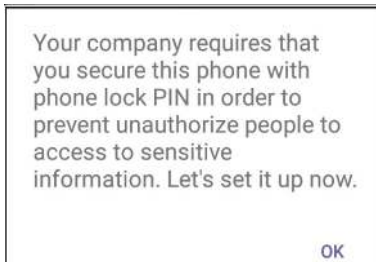 Your company requires that
you secure this phone with
phone lock PIN in order to
prevent unauthorize people to
access to sensitive
information. Let's set it up now.
OK